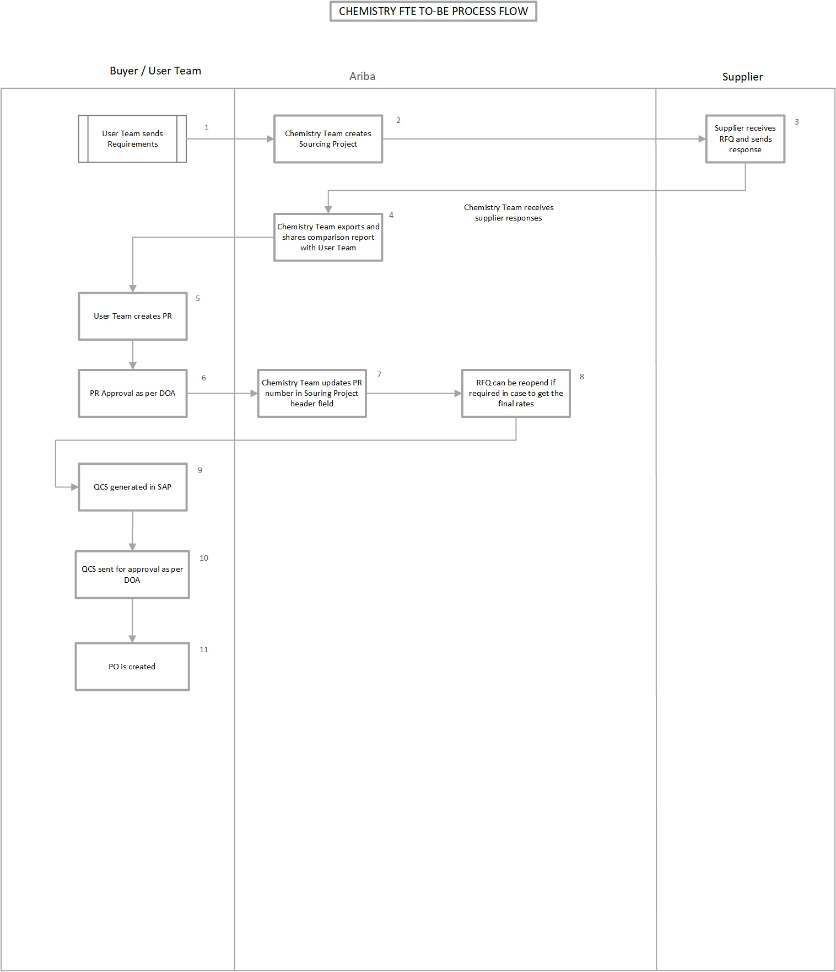 CHEMISTRY FTE TO-BE PROCESS FLOW
Buyer / User Team
Ariba
Supplier
User Team sends
Requirements
1
Chemistry Team creates
Sourcing Project
2
Supplier receives
RFQ and sends
response
3
Chemistry Team receives
supplier responses
Chemistry Team exports and
shares comparison report
with User Team
4
User Team creates PR
5
PR Approval as per DOA
6
Chemistry Team updates PR
number in Souring Project
header field
7
RFQ can be reopend if
required in case to get the
final rates
8
QCS generated in SAP
9
QCS sent for approval as per
DOA
10
PO is created
11